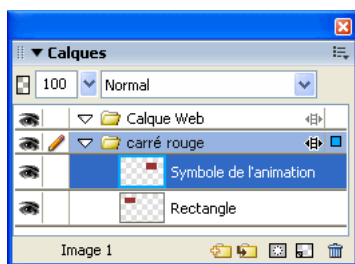 Calques
100 Normal
Calque Web
carré rouge
Symbole de l'animation
Rectangle
Image 1